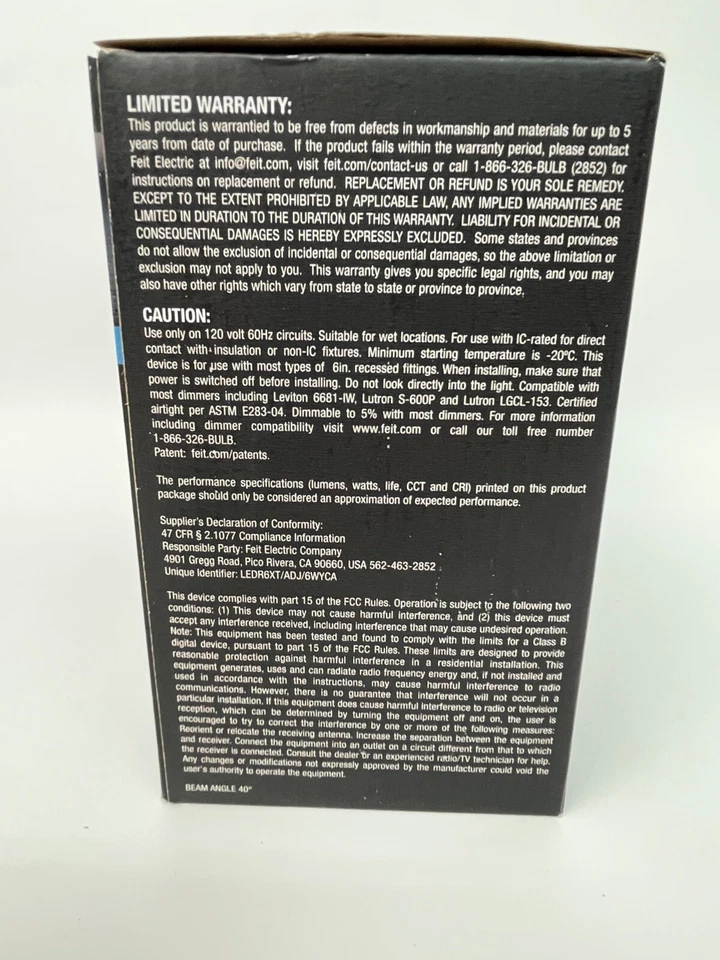 LIMITED WARRANTY:
This product is warrantied to be free from defects in workmanship and materials for up to 5
years from date of purchase. If the product fails within the warranty period, please contact
Feit Electric at info@feit.com, visit feit.com/contact-us or call 1-866-326-BULB (2852) for
instructions on replacement or refund. REPLACEMENT OR REFUND IS YOUR SOLE REMEDY.
EXCEPT TO THE EXTENT PROHIBITED BY APPLICABLE LAW, ANY IMPLIED WARRANTIES ARE
LIMITED IN DURATION TO THE DURATION OF THIS WARRANTY. LIABILITY FOR INCIDENTAL OR
CONSEQUENTIAL DAMAGES IS HEREBY EXPRESSLY EXCLUDED. Some states and provinces
do not allow the exclusion of incidental or consequential damages, so the above limitation or
exclusion may not apply to you. This warranty gives you specific legal rights, and you may
also have other rights which vary from state to state or province to province.
CAUTION:
Use only on 120 volt 60Hz circuits. Suitable for wet locations. For use with IC-rated for direct
contact with insulation or non-IC fixtures. Minimum starting temperature is -20ºC. This
device is for use with most types of 6in. recessed fittings. When installing, make sure that
power is switched off before installing. Do not look directly into the light. Compatible with
most dimmers including Leviton 6681-IW, Lutron S-600P and Lutron LGCL-153. Certified
airtight per ASTM E283-04. Dimmable to 5% with most dimmers. For more information
including dimmer compatibility visit www.feit.com or call our toll free number
1-866-326-BULB.
Patent: feit.com/patents.
The performance specifications (lumens, watts, life, CCT and CRI) printed on this product
package should only be considered an approximation of expected performance.
Supplier's Declaration of Conformity:
47 CFR § 2.1077 Compliance Information
Responsible Party: Feit Electric Company
4901 Gregg Road, Pico Rivera, CA 90660, USA 562-463-2852
Unique Identifier: LEDR6XT/ADJ/6WYCA
This device complies with part 15 of the FCC Rules. Operation is subject to the following two
conditions: (1) This device may not cause harmful interference, and (2) this device must
accept any interference received, including interference that may cause undesired operation.
Note: This equipment has been tested and found to comply with the limits for a Class B
digital device, pursuant to part 15 of the FCC Rules. These limits are designed to provide
reasonable protection against harmful interference in a residential installation. This
equipment generates, uses and can radiate radio frequency energy and, if not installed and
used in accordance with the instructions, may cause harmful interference to radio
communications. However, there is no guarantee that interference will not occur in a
particular installation. If this equipment does cause harmful interference to radio or television
reception, which can be determined by turning the equipment off and on, the user is
encouraged to try to correct the interference by one or more of the following measures:
Reorient or relocate the receiving antenna. Increase the separation between the equipment
and receiver. Connect the equipment into an outlet on a circuit different from that to which
the receiver is connected. Consult the dealer or an experienced radio/TV technician for help.
Any changes or modifications not expressly approved by the manufacturer could void the
user's authority to operate the equipment.
BEAM ANGLE 40°